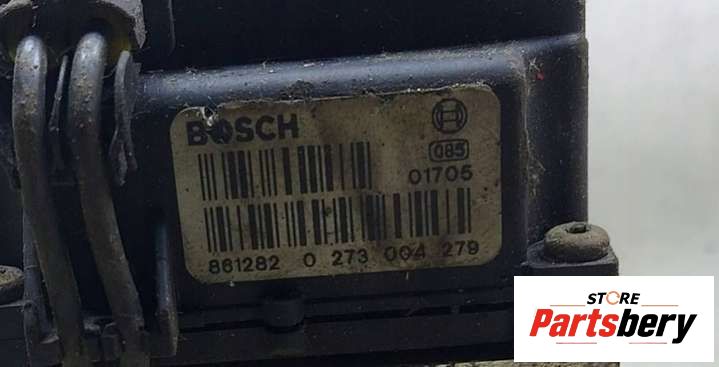 BOSCH
085
01705
861282 0 273 004 279
STORE
Partsbery